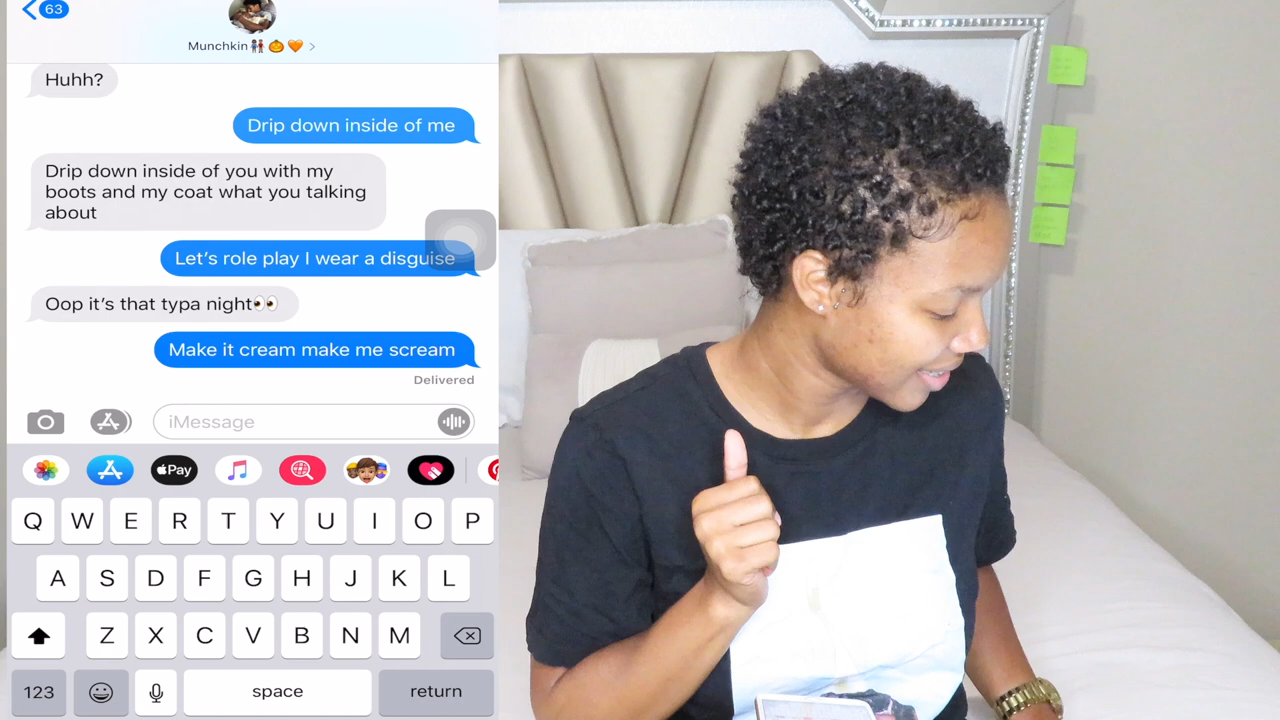 63
Munchkin👫🎃🧡 >
Huhh?
Drip down inside of me
Drip down inside of you with my
boots and my coat what you talking
about
Let's role play I wear a disguise
Oop it's that typa night👀
Make it cream make me scream
Delivered
iMessage
Pay
Q W E R T Y U I O P
A S D F G H J K L
Z X C V B N M
123 space return